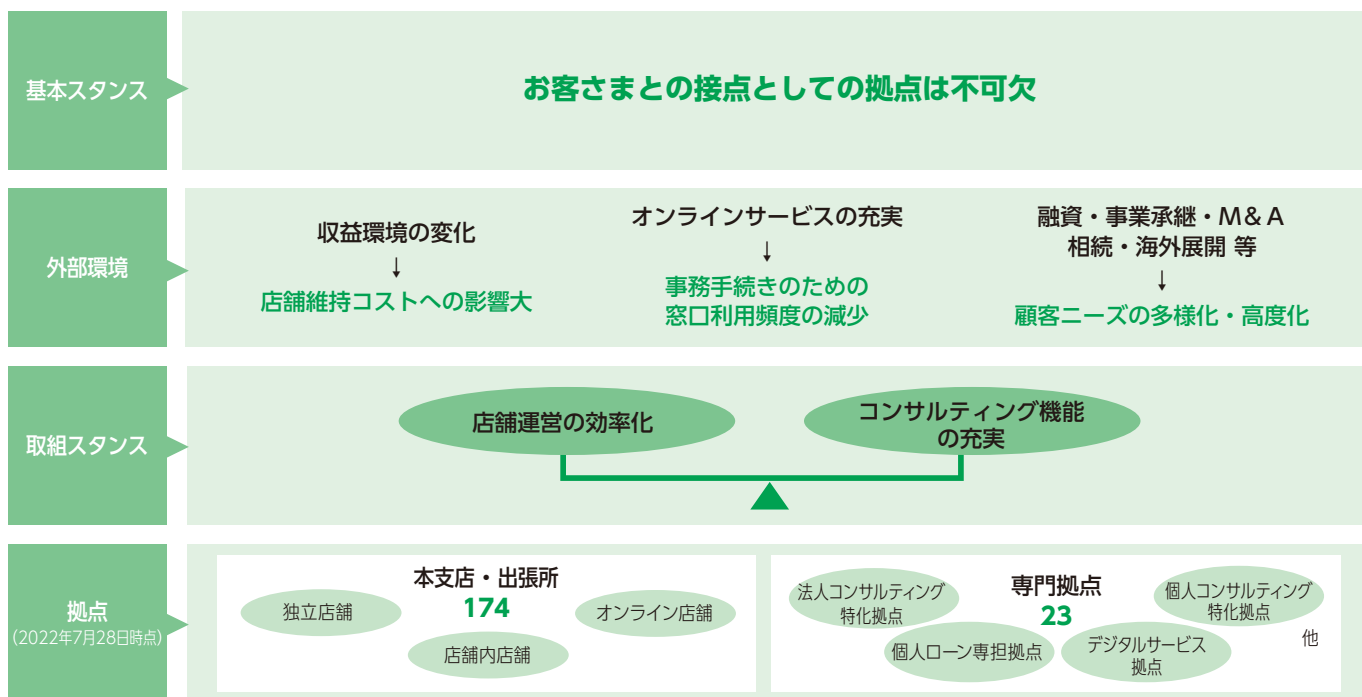 基本スタンス
お客さまとの接点としての拠点は不可欠
外部環境
収益環境の変化
↓
店舗維持コストへの影響大
オンラインサービスの充実
↓
事務手続きのための
窓口利用頻度の減少
融資・事業承継・M&A
相続・海外展開 等
↓
顧客ニーズの多様化・高度化
取組スタンス
店舗運営の効率化
コンサルティング機能
の充実
拠点
(2022年7月28日時点)
本支店・出張所
174
独立店舗
オンライン店舗
店舗内店舗
専門拠点
23
法人コンサルティング
特化拠点
個人コンサルティング
特化拠点
個人ローン専担拠点
デジタルサービス
拠点
他